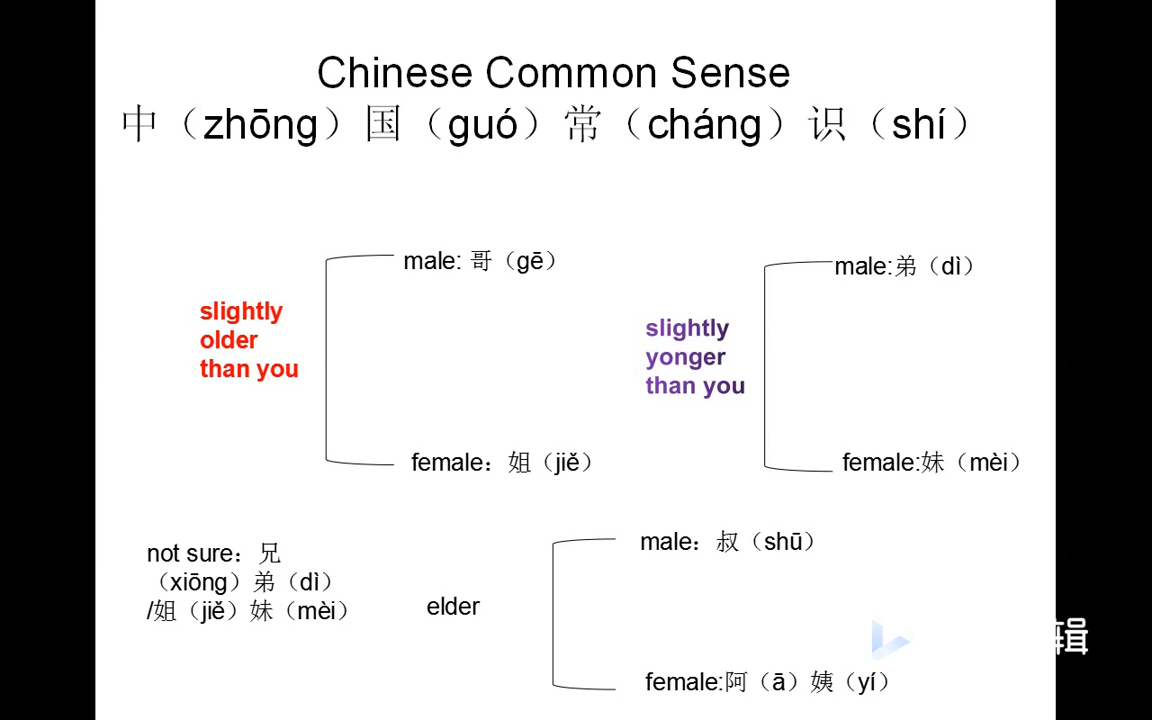 Chinese Common Sense
中（zhōng）国（guó）常（cháng）识（shí）
male: 哥（gē）
slightly
older
than you
female：姐（jiě）
male:弟（dì）
slightly
yonger
than you
female:妹（mèi）
not sure：兄
（xiōng）弟（dì）
/姐（jiě）妹（mèi）
elder
male：叔（shū）
female:阿（ā）姨（yí）
辑